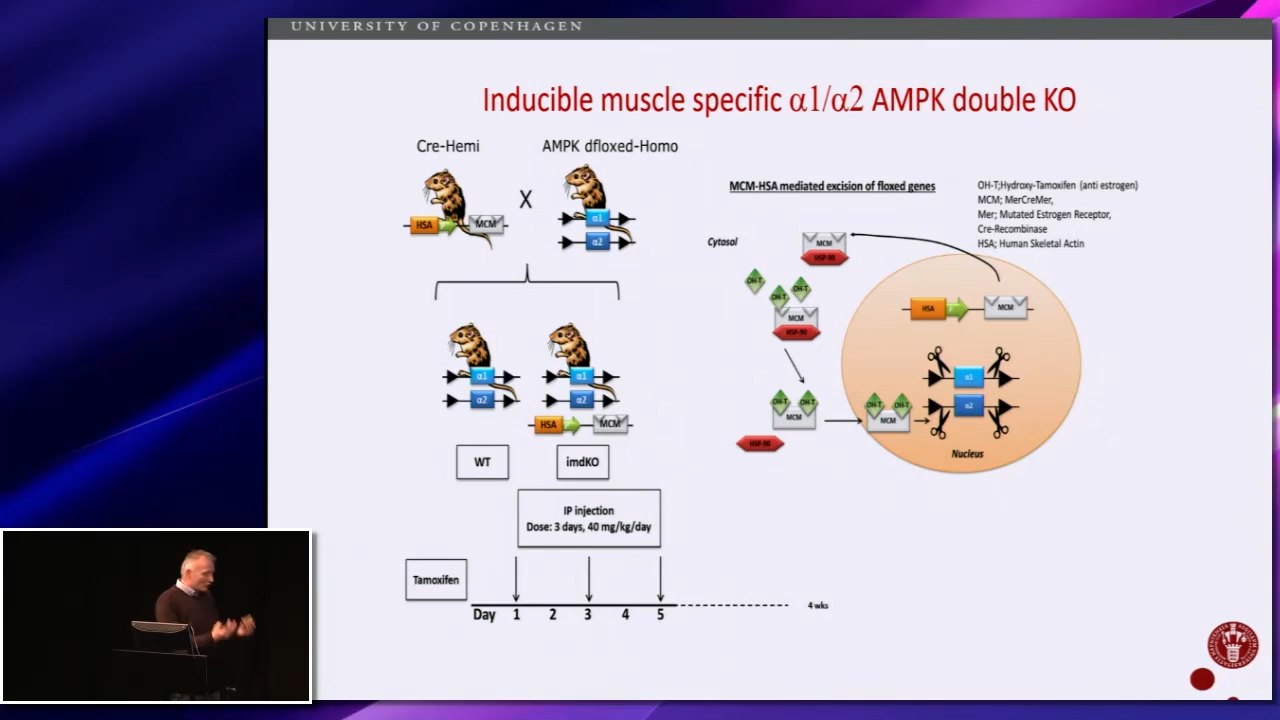 UNIVERSITY OF COPENHAGEN
Inducible muscle specific α1/α2 AMPK double KO
Cre-Hemi
AMPK dfloxed-Homo
X
HSA
MCM
α1
α2
α1
α2
α1
α2
HSA
MCM
WT
imdKO
IP injection
Dose: 3 days, 40 mg/kg/day
Tamoxifen
Day 1 2 3 4 5
4 wks
MCM-HSA mediated excision of floxed genes
OH-T;Hydroxy-Tamoxifen (anti estrogen)
MCM; MerCreMer,
Mer; Mutated Estrogen Receptor,
Cre-Recombinase
HSA; Human Skeletal Actin
Cytosol
MCM
HSP-90
OH-T
OH-T
OH-T
MCM
HSP-90
OH-T
OH-T
MCM
HSP-90
HSA
MCM
α1
α2
OH-T
OH-T
MCM
Nucleus